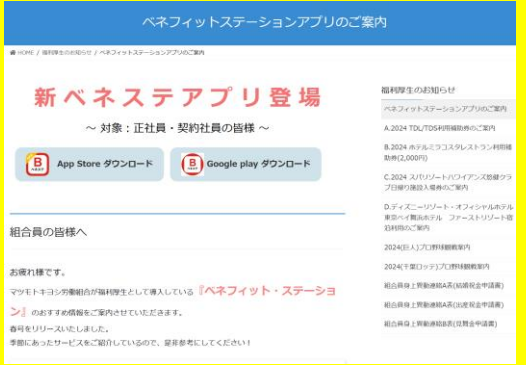 ベネフィットステーションアプリのご案内
HOME / 福利厚生のお知らせ / ベネフィットステーションアプリのご案内
新ベネステアプリ登場
～ 対象：正社員・契約社員の皆様 ～
App Store ダウンロード
Google play ダウンロード
組合員の皆様へ
お疲れ様です。
マツモトキヨシ労働組合が福利厚生として導入している『ベネフィット・ステーショ
ン』のおすすめ情報をご案内させていただきます。
春号をリリースいたしました。
季節にあったサービスをご紹介しているので、是非参考にしてください！
福利厚生のお知らせ
ベネフィットステーションアプリのご案内
A.2024 TDL/TDS利用補助券のご案内
B.2024 ホテルミラコスタレストラン利用補
助券(2,000円)
C.2024 スパリゾートハワイアンズ悠健クラ
ブ日帰り施設入場券のご案内
D.ディズニーリゾート・オフィシャルホテル
東京ベイ舞浜ホテル ファーストリゾート宿
泊利用のご案内
2024(巨人)プロ野球観戦案内
2024(千葉ロッテ)プロ野球観戦案内
組合員身上異動連絡A表(結婚祝金申請書)
組合員身上異動連絡A表(出産祝金申請書)
組合員身上異動連絡B表(見舞金申請書)